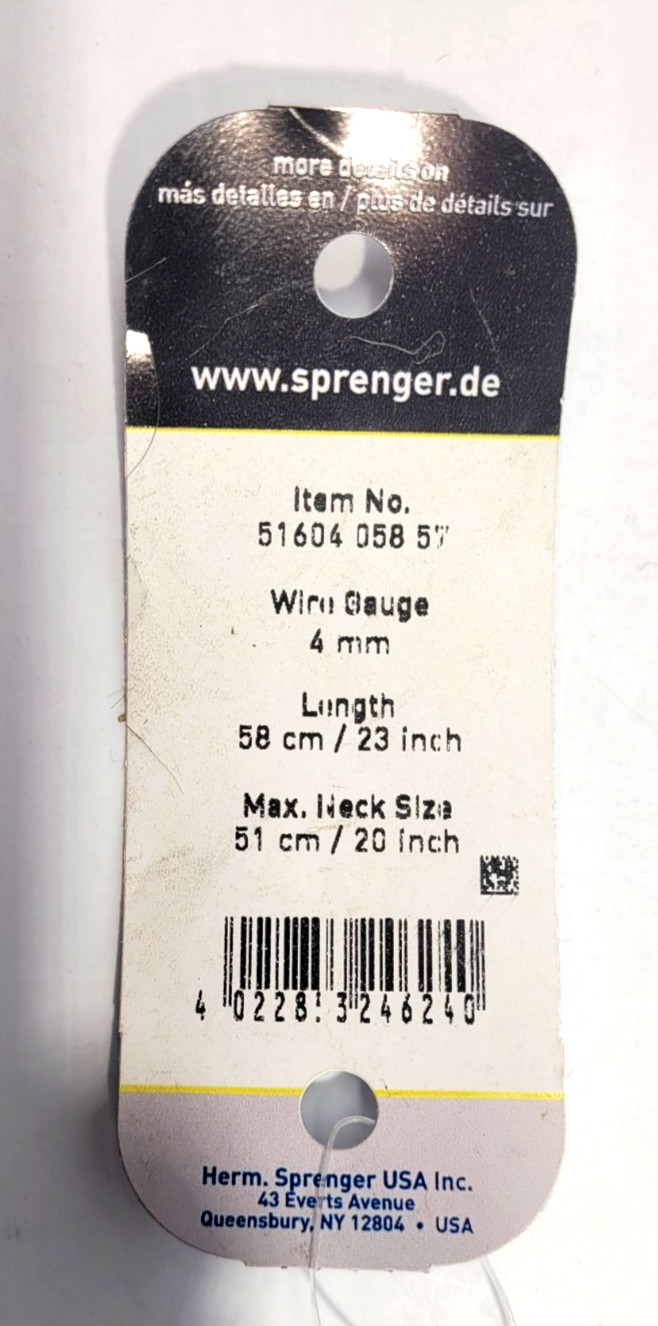 more details on
más detalles en / plus de détails sur
www.sprenger.de
Item No.
51604 058 57
Wire Gauge
4 mm
Length
58 cm / 23 inch
Max. Neck Size
51 cm / 20 inch
4 022853 246240
Herm. Sprenger USA Inc.
43 Everts Avenue
Queensbury, NY 12804 • USA